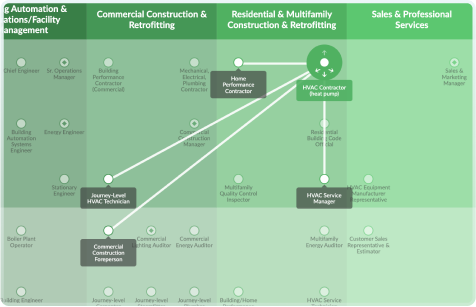 g Automation &
ations/Facility
anagement
Commercial Construction &
Retrofitting
Residential & Multifamily
Construction & Retrofitting
Sales & Professional
Services
Chief Engineer
Sr. Operations
Manager
Building
Performance
Contractor
(Commercial)
Mechanical,
Electrical,
Plumbing
Contractor
Home
Performance
Contractor
HVAC Contractor
(heat pump)
Sales &
Marketing
Manager
Building
Automation
Systems
Engineer
Energy Engineer
Commercial
Construction
Manager
Residential
Building Code
Official
Stationary
Engineer
Journey-Level
HVAC Technician
Multifamily
Quality Control
Inspector
HVAC Service
Manager
HVAC Equipment
Manufacturer
Representative
Boiler Plant
Operator
Commercial
Construction
Foreperson
Commercial
Lighting Auditor
Commercial
Energy Auditor
Multifamily
Energy Auditor
Customer Sales
Representative &
Estimator
Building Engineer
Journey-level
Journey-level
Journey-level
Building/Home
HVAC Service